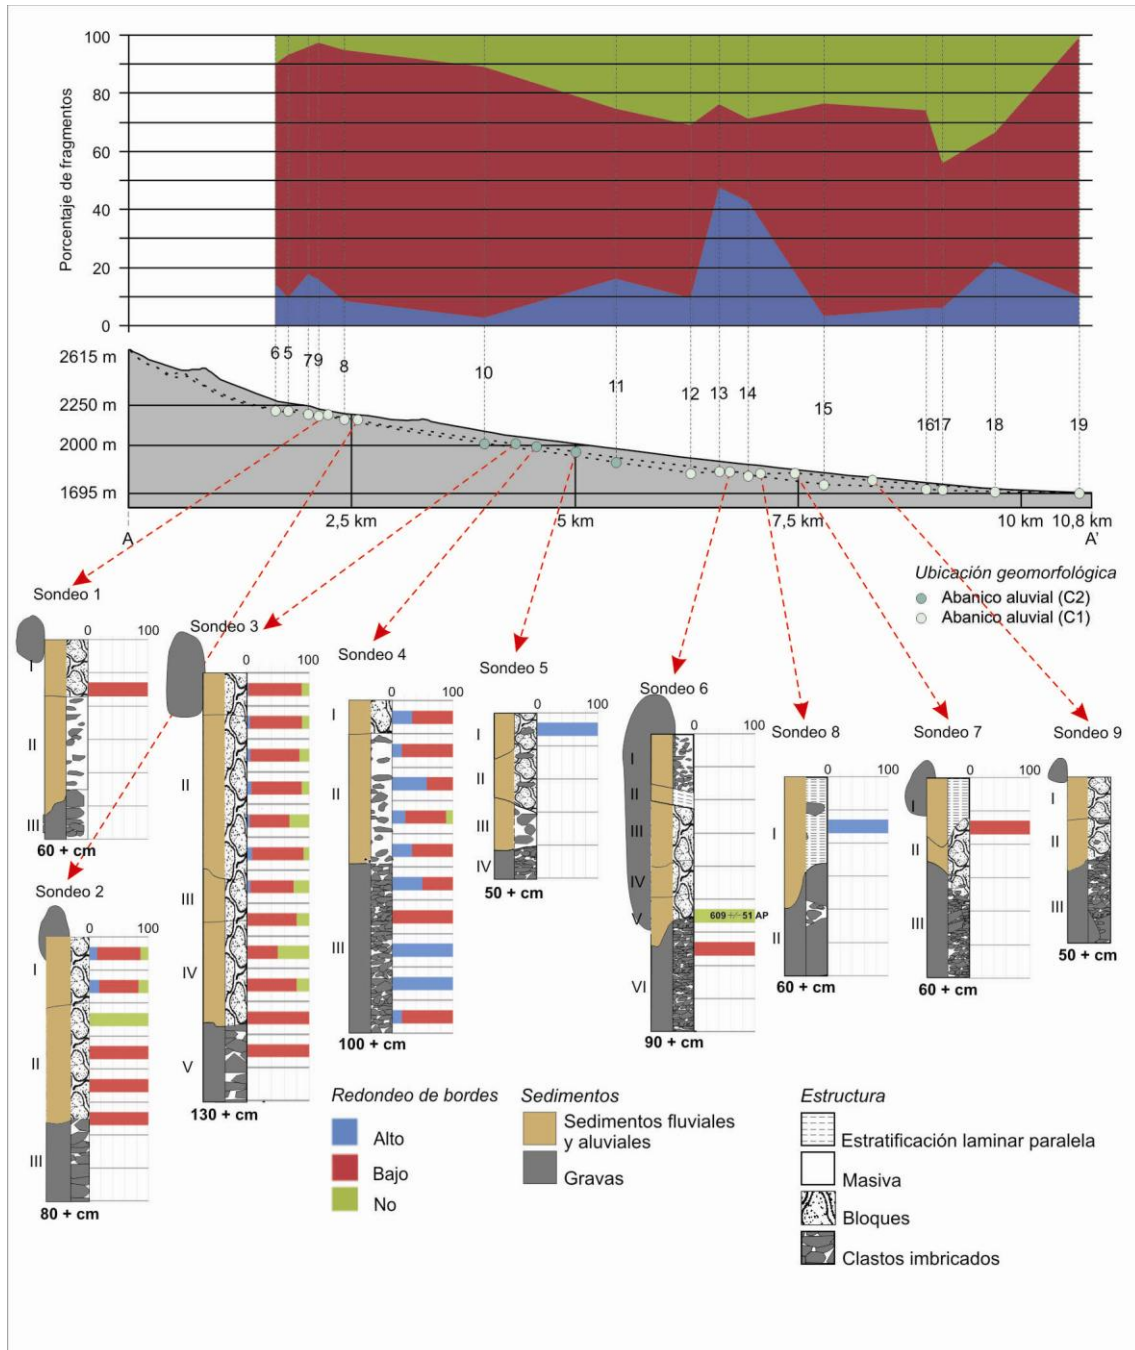 Porcentaje de fragmentos
100
80
60
40
20
0
6 5 7 9 8 10 11 12 13 14 15 16 17 18 19
2615 m
2250 m
2000 m
1695 m
2,5 km 5 km 7,5 km 10 km 10,8 km
A A'
Ubicación geomorfológica
Abanico aluvial (C2)
Abanico aluvial (C1)
Sondeo 1
0 100
I
II
III
60 + cm
Sondeo 2
0 100
I
II
III
80 + cm
Sondeo 3
0 100
I
II
III
IV
V
130 + cm
Sondeo 4
0 100
I
II
III
100 + cm
Sondeo 5
0 100
I
II
III
IV
50 + cm
Sondeo 6
0 100
I
II
III
IV
V
609 +/- 51 AP
VI
90 + cm
Sondeo 8
0 100
I
II
60 + cm
Sondeo 7
0 100
I
II
III
60 + cm
Sondeo 9
0 100
I
II
III
50 + cm
Redondeo de bordes
Alto
Bajo
No
Sedimentos
Sedimentos fluviales
y aluviales
Gravas
Estructura
Estratificación laminar paralela
Masiva
Bloques
Clastos imbricados